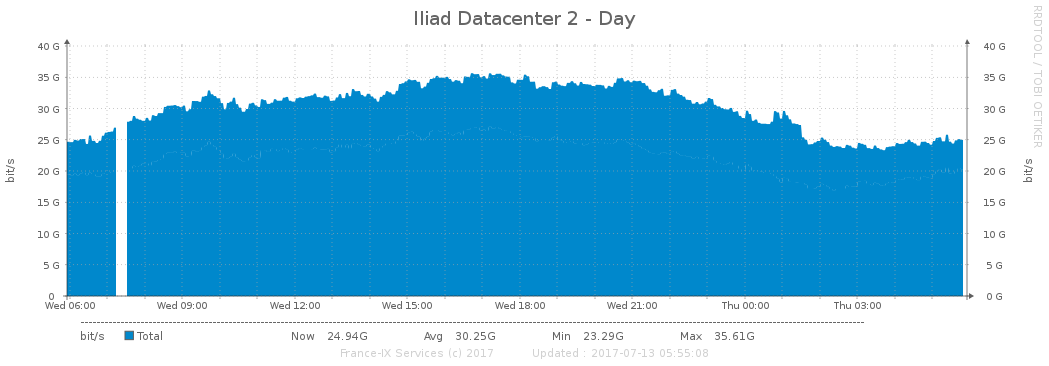 Iliad Datacenter 2 - Day
RRDTOOL / TOBI OETIKER
40 G 40 G
35 G 35 G
30 G 30 G
25 G 25 G
20 G 20 G
15 G 15 G
10 G 10 G
5 G 5 G
0 0 G
bit/s bit/s
Wed 06:00 Wed 09:00 Wed 12:00 Wed 15:00 Wed 18:00 Wed 21:00 Thu 00:00 Thu 03:00
bit/s Total Now 24.94G Avg 30.25G Min 23.29G Max 35.61G
France-IX Services (c) 2017 Updated : 2017-07-13 05:55:08